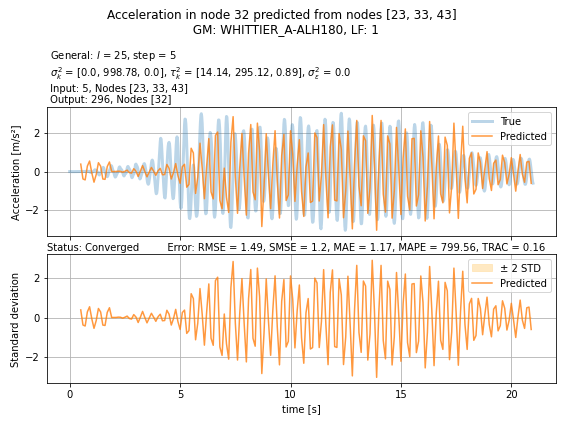 Acceleration in node 32 predicted from nodes [23, 33, 43]
GM: WHITTIER_A-ALH180, LF: 1
General: l = 25, step = 5
σ²ₖ = [0.0, 998.78, 0.0], τ²ₖ = [14.14, 295.12, 0.89], σ²ε = 0.0
Input: 5, Nodes [23, 33, 43]
Output: 296, Nodes [32]
Acceleration [m/s²]
2
0
−2
True
Predicted
Status: Converged Error: RMSE = 1.49, SMSE = 1.2, MAE = 1.17, MAPE = 799.56, TRAC = 0.16
Standard deviation
2
0
−2
± 2 STD
Predicted
0 5 10 15 20
time [s]